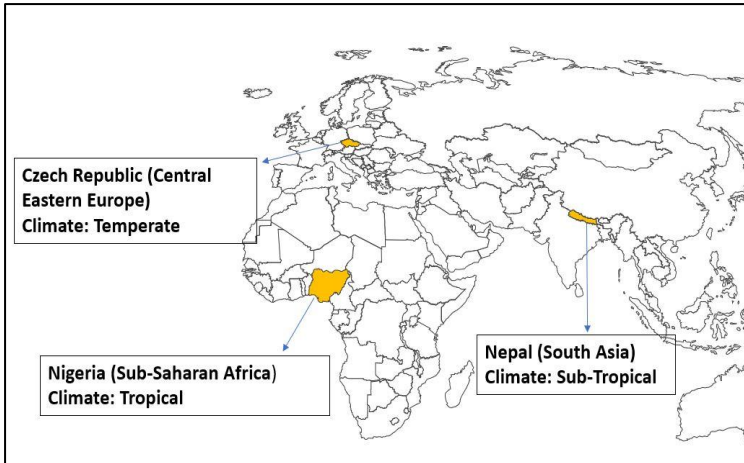 Czech Republic (Central
Eastern Europe)
Climate: Temperate
Nigeria (Sub-Saharan Africa)
Climate: Tropical
Nepal (South Asia)
Climate: Sub-Tropical